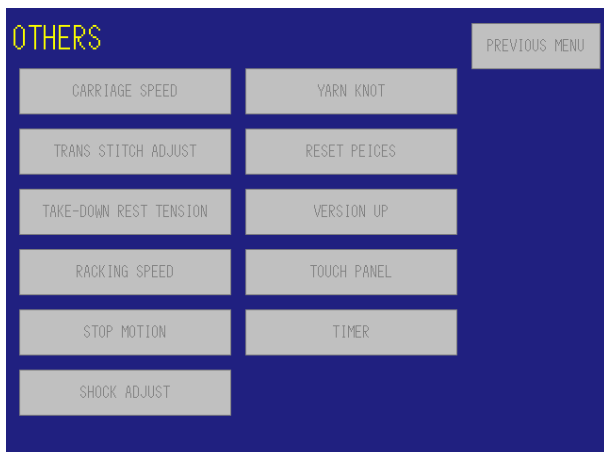 OTHERS
PREVIOUS MENU
CARRIAGE SPEED
YARN KNOT
TRANS STITCH ADJUST
RESET PEICES
TAKE-DOWN REST TENSION
VERSION UP
RACKING SPEED
TOUCH PANEL
STOP MOTION
TIMER
SHOCK ADJUST